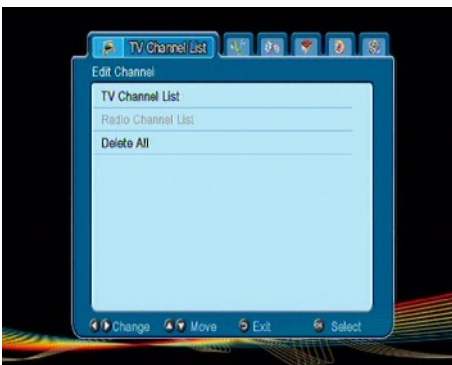 TV Channel List
Edit Channel
TV Channel List
Radio Channel List
Delete All
Change Move Exit Select